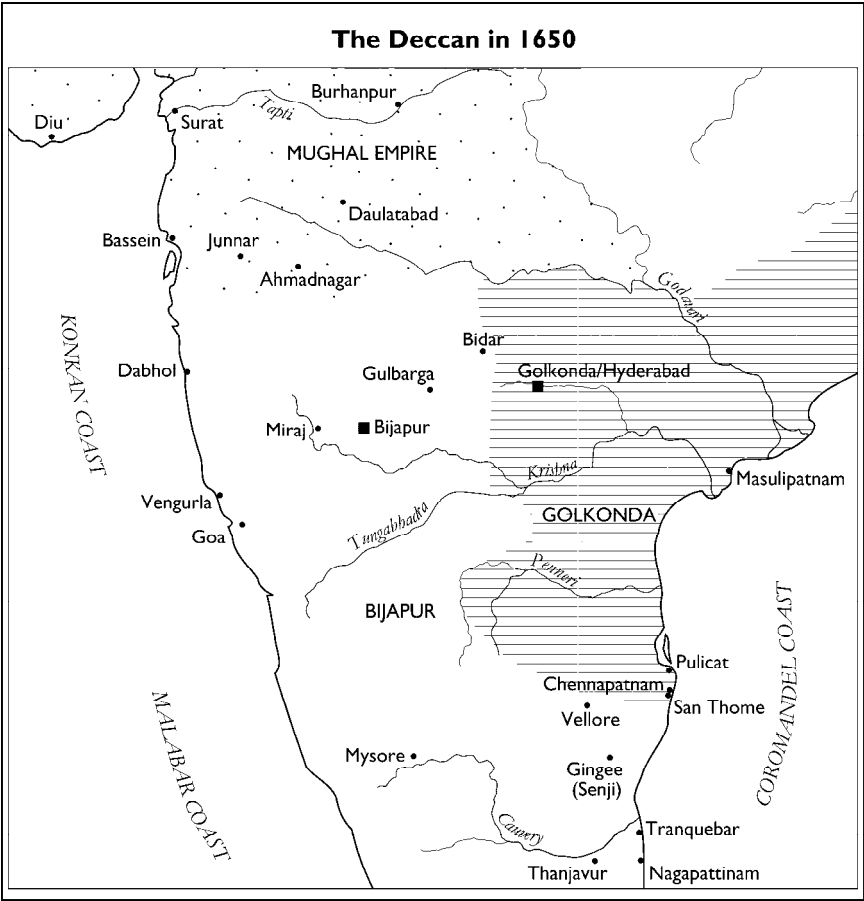 The Deccan in 1650
Burhanpur
Tapti
Diu
Surat
MUGHAL EMPIRE
Daulatabad
Bassein
Junnar
Ahmadnagar
Godavari
KONKAN COAST
Bidar
Dabhol
Gulbarga
Golkonda/Hyderabad
Miraj
Bijapur
Krishna
Masulipatnam
Vengurla
Goa
Tungabhadra
GOLKONDA
Penneri
BIJAPUR
COROMANDEL COAST
Pulicat
Chennapatnam
San Thome
Vellore
MALABAR COAST
Mysore
Gingee
(Senji)
Cauvery
Tranquebar
Thanjavur
Nagapattinam